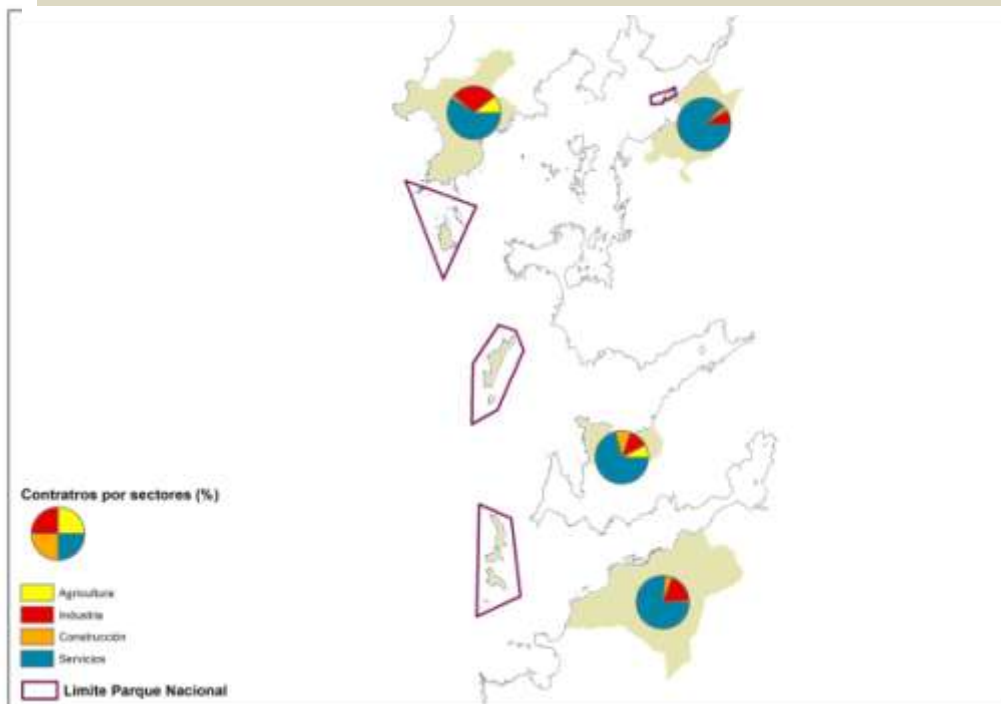 Contratros por sectores (%)
Agricultura
Industria
Construcción
Servicios
Limite Parque Nacional